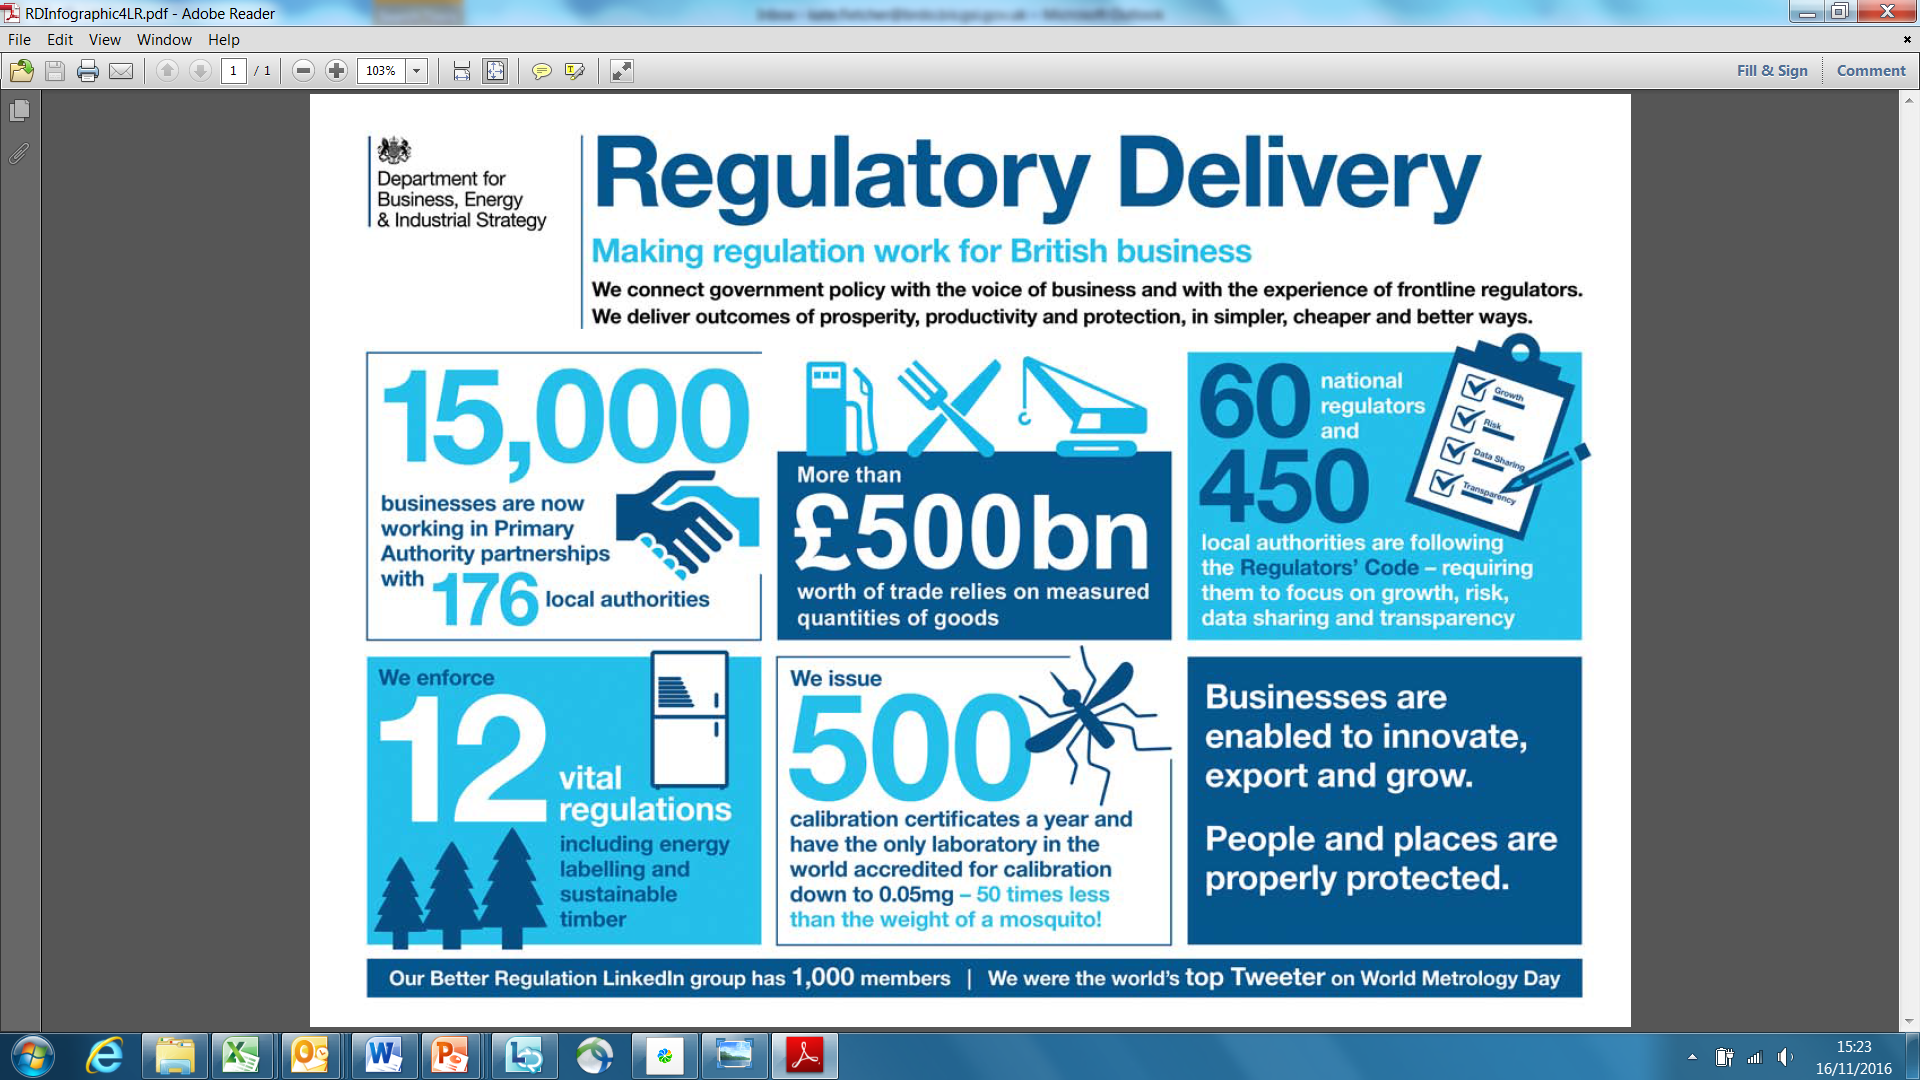 RDInfographic4LR.pdf - Adobe Reader
File Edit View Window Help
1 / 1 103% Fill & Sign Comment
Department for
Business, Energy
& Industrial Strategy
Regulatory Delivery
Making regulation work for British business
We connect government policy with the voice of business and with the experience of frontline regulators.
We deliver outcomes of prosperity, productivity and protection, in simpler, cheaper and better ways.
15,000
businesses are now
working in Primary
Authority partnerships
with 176 local authorities
More than
£500bn
worth of trade relies on measured
quantities of goods
60 national
regulators
and
450
local authorities are following
the Regulators' Code – requiring
them to focus on growth, risk,
data sharing and transparency
Growth
Risk
Data Sharing
Transparency
We enforce
12
vital
regulations
including energy
labelling and
sustainable
timber
We issue
500
calibration certificates a year and
have the only laboratory in the
world accredited for calibration
down to 0.05mg – 50 times less
than the weight of a mosquito!
Businesses are
enabled to innovate,
export and grow.
People and places are
properly protected.
Our Better Regulation LinkedIn group has 1,000 members | We were the world's top Tweeter on World Metrology Day
15:23
16/11/2016